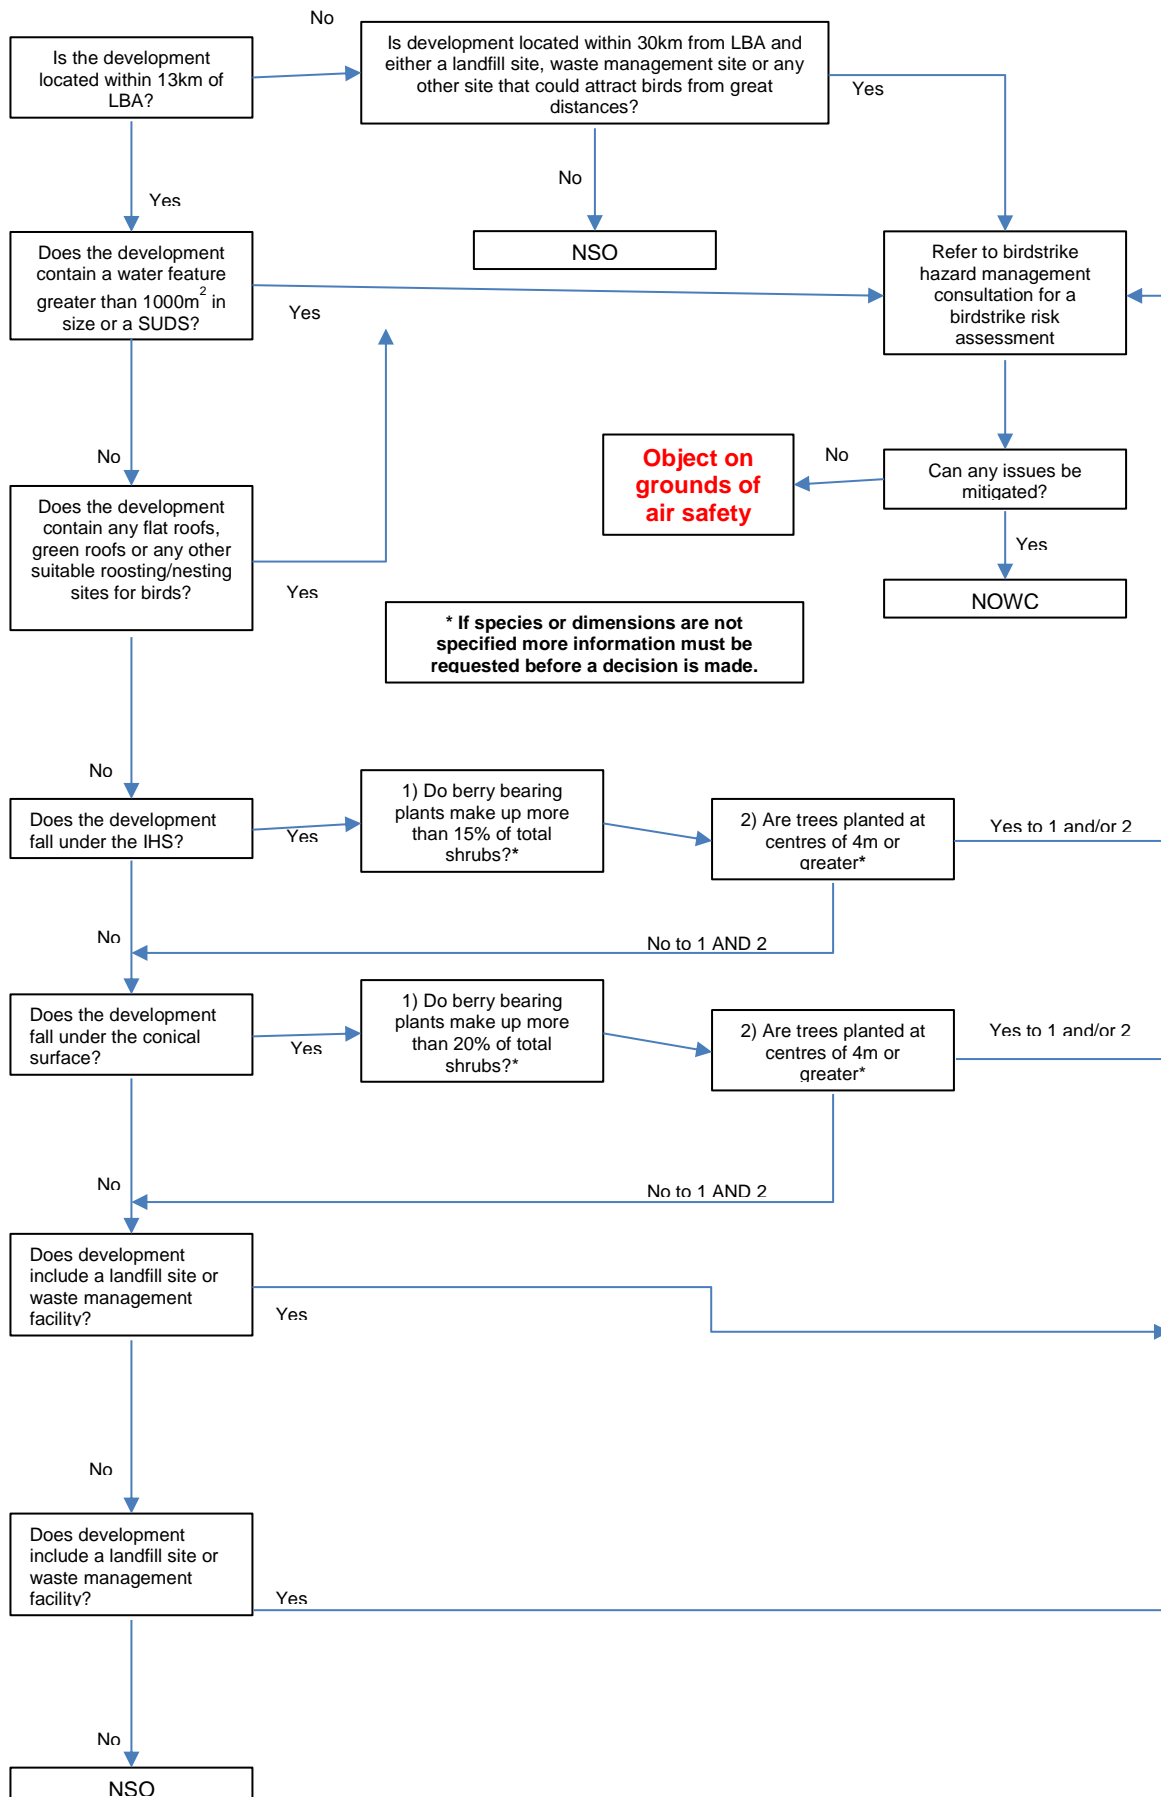 No
Is the development
located within 13km of
LBA?
Is development located within 30km from LBA and
either a landfill site, waste management site or any
other site that could attract birds from great
distances?
Yes
No
Yes
NSO
Does the development
contain a water feature
greater than 1000m²  in
size or a SUDS?
Yes
Refer to birdstrike
hazard management
consultation for a
birdstrike risk
assessment
No
Object on
grounds of
air safety
No
Can any issues be
mitigated?
Does the development
contain any flat roofs,
green roofs or any other
suitable roosting/nesting
sites for birds?
Yes
Yes
NOWC
* If species or dimensions are not
specified more information must be
requested before a decision is made.
No
Does the development
fall under the IHS?
Yes
1) Do berry bearing
plants make up more
than 15% of total
shrubs?*
2) Are trees planted at
centres of 4m or
greater*
Yes to 1 and/or 2
No
No to 1 AND 2
Does the development
fall under the conical
surface?
Yes
1) Do berry bearing
plants make up more
than 20% of total
shrubs?*
2) Are trees planted at
centres of 4m or
greater*
Yes to 1 and/or 2
No
No to 1 AND 2
Does development
include a landfill site or
waste management
facility?
Yes
No
Does development
include a landfill site or
waste management
facility?
Yes
No
NSO